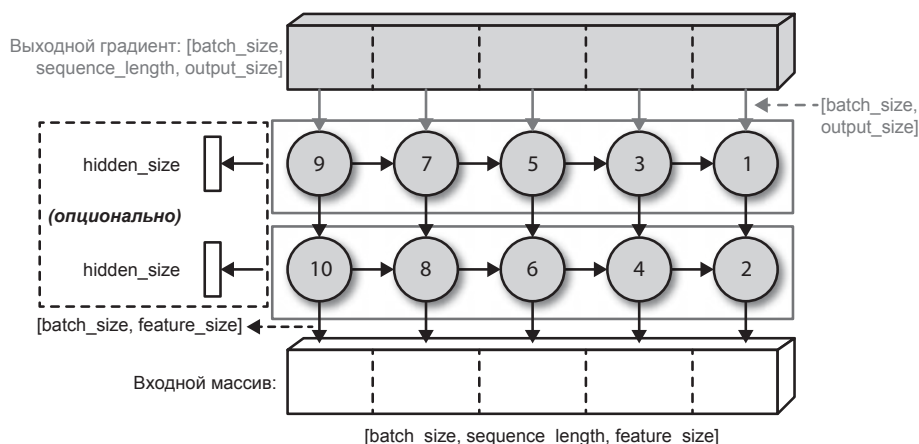 Выходной градиент: [batch_size,
sequence_length, output_size]
[batch_size,
output_size]
hidden_size
9 7 5 3 1
(опционально)
hidden_size
10 8 6 4 2
[batch_size, feature_size]
Входной массив:
[batch_size, sequence_length, feature_size]